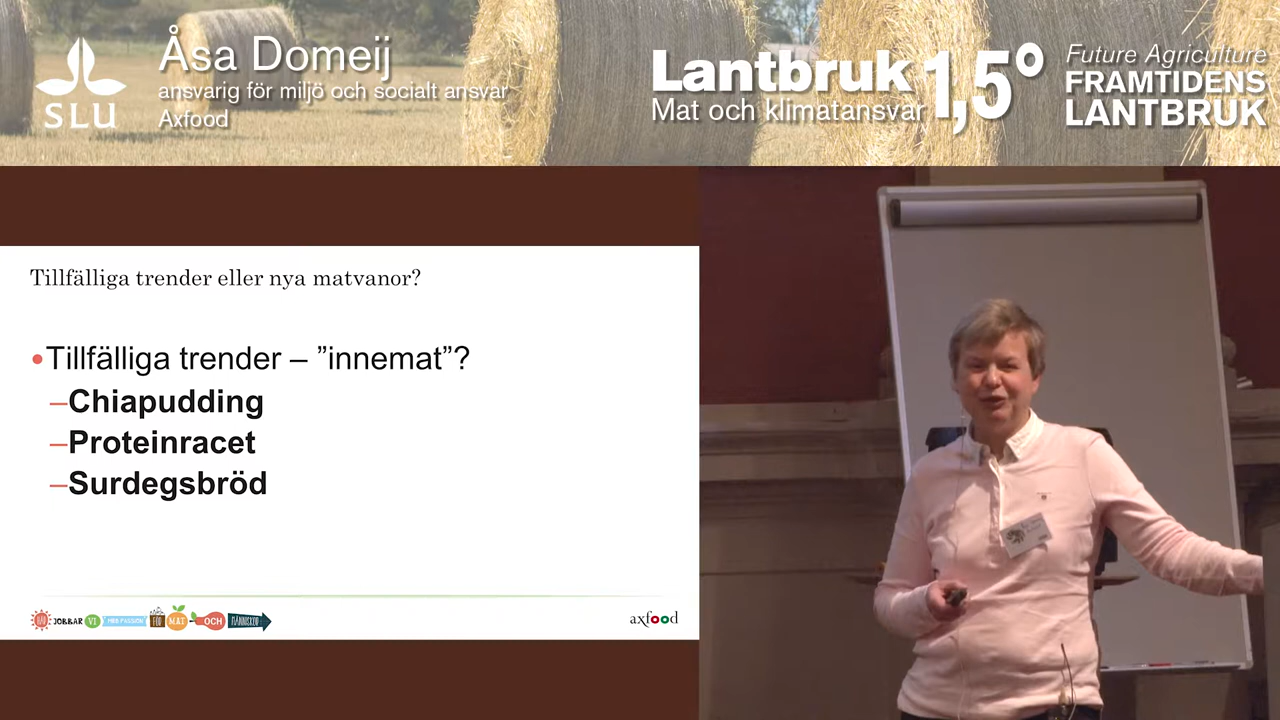 SLU
Åsa Domeij
ansvarig för miljö och socialt ansvar
Axfood
Lantbruk 1,5°
Mat och klimatansvar
Future Agriculture
FRAMTIDENS
LANTBRUK
Tillfälliga trender eller nya matvanor?
•Tillfälliga trender – ”innemat”?
–Chiapudding
–Proteinracet
–Surdegsbröd
JOBBAR VI MED PASSION FÖR MAT OCH MÄNNISKOR
axfood